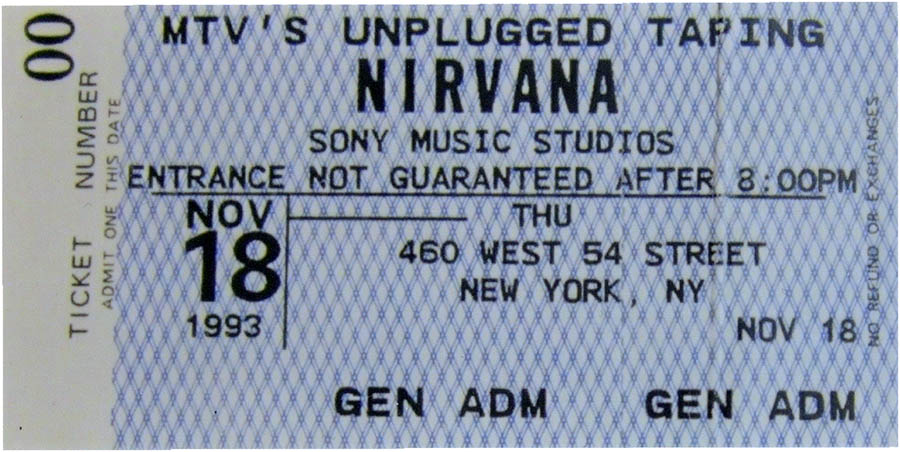 00
TICKET NUMBER
ADMIT ONE THIS DATE
MTV'S UNPLUGGED TAPING
NIRVANA
SONY MUSIC STUDIOS
ENTRANCE NOT GUARANTEED AFTER 8:00PM
NOV
18
1993
THU
460 WEST 54 STREET
NEW YORK, NY
NOV 18
GEN ADM GEN ADM
NO REFUND OR EXCHANGES